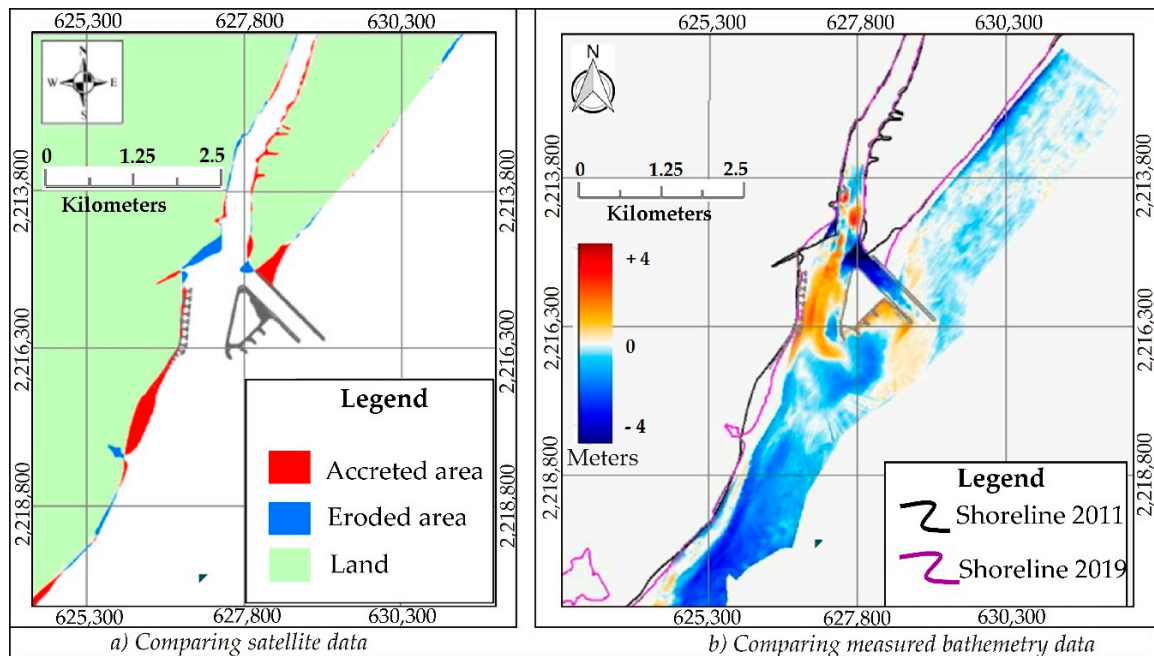 625,300 627,800 630,300
N
W E
S
0 1.25 2.5
Kilometers
2,213,800 2,213,800
2,216,300 2,216,300
2,218,800 2,218,800
Legend
Accreted area
Eroded area
Land
625,300 627,800 630,300
a) Comparing satellite data
625,300 627,800 630,300
N
0 1.25 2.5
Kilometers
2,213,800 2,213,800
+ 4
0
- 4
Meters
2,216,300 2,216,300
2,218,800 2,218,800
Legend
Shoreline 2011
Shoreline 2019
625,300 627,800 630,300
b) Comparing measured bathemetry data